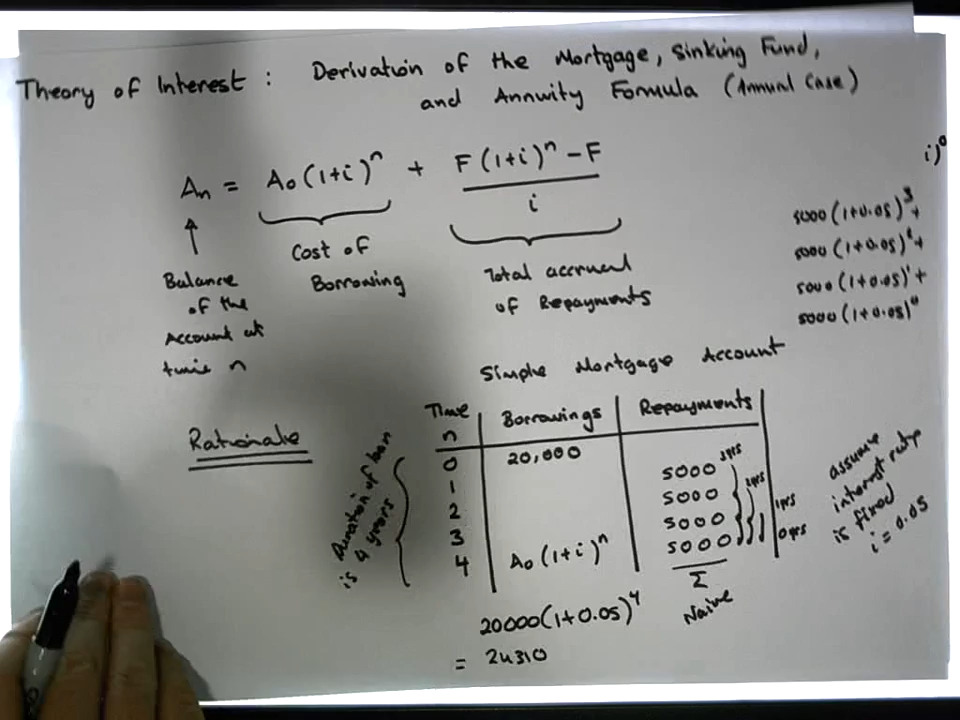 Theory of Interest : Derivation of the Mortgage, Sinking Fund,
and Annuity Formula (Annual Case)
An = A0(1+i)^n + F(1+i)^n - F / i
i)^0
Balance
of the
Account at
time n
Cost of
Borrowing
Total accrued
of Repayments
5000(1+0.05)^3 +
5000(1+0.05)^2 +
5000(1+0.05)^1 +
5000(1+0.05)^0
Simple Mortgage Account
Rationale
Time n Borrowings Repayments
0 20,000
1 5000 3yrs
2 5000 2yrs
3 5000 1yrs
4 A0(1+i)^n 5000 0yrs
Duration of loan
is 4 years
Σ
Naive
20000(1+0.05)^4
= 24310
assume
interest rate
is fixed
i = 0.05